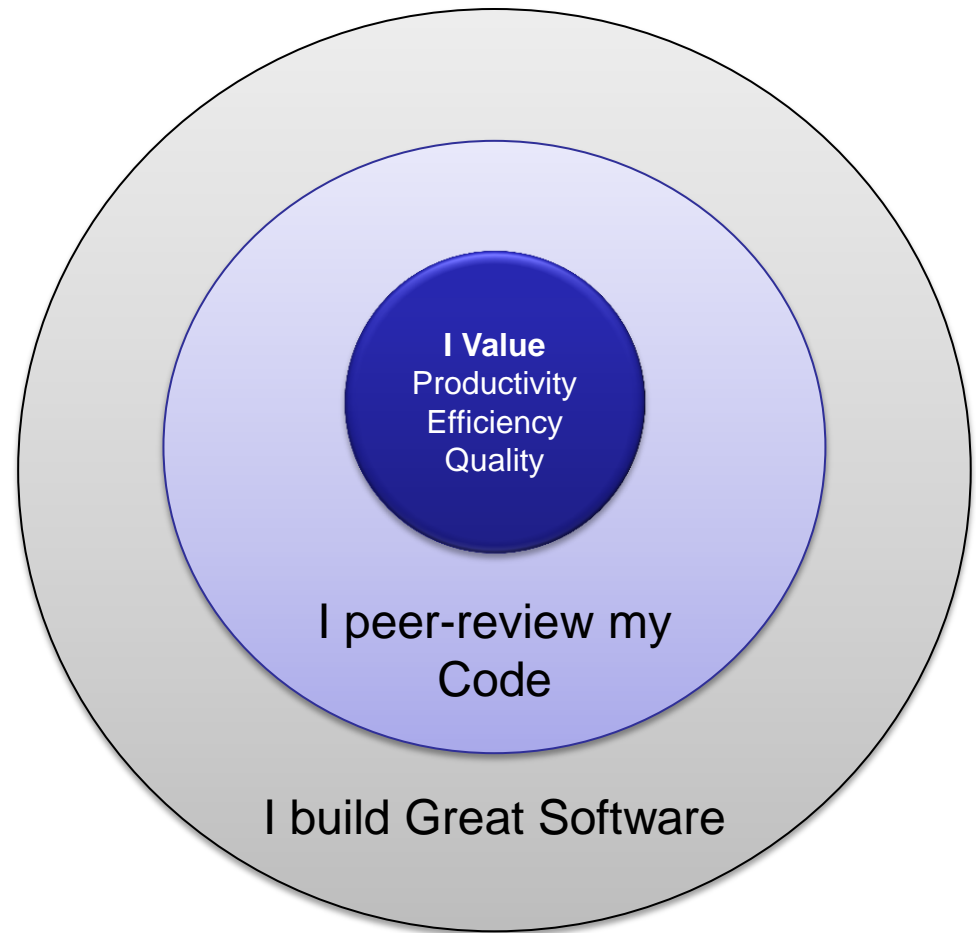 I Value
Productivity
Efficiency
Quality
I peer-review my
Code
I build Great Software